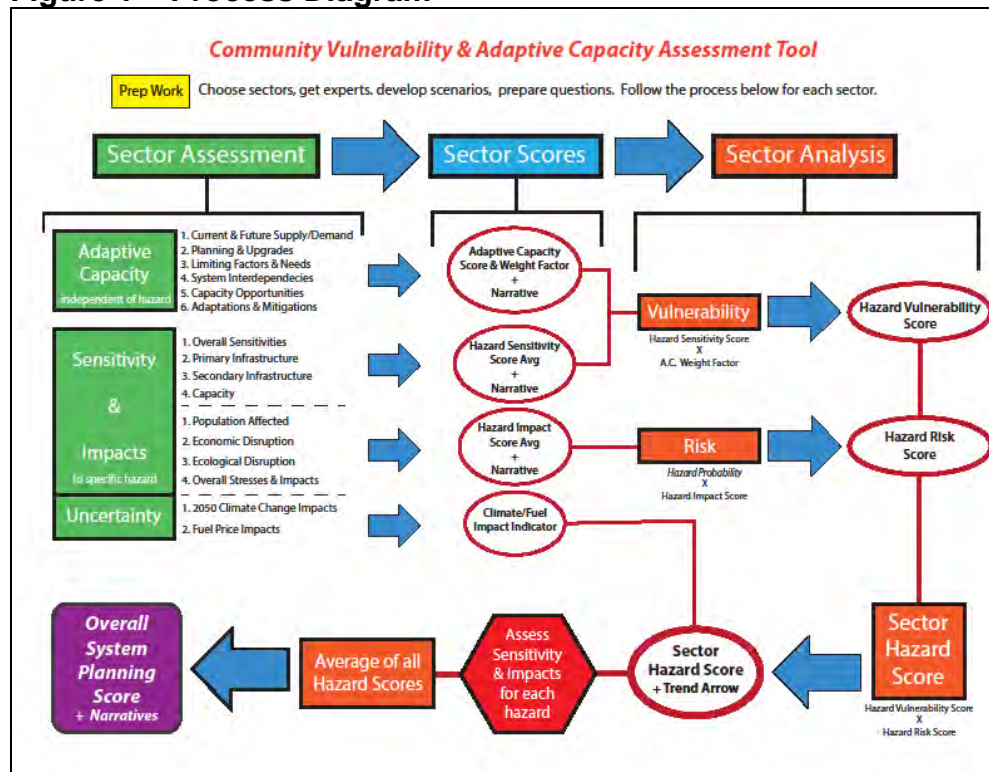 Figure 1 – Process Diagram
Community Vulnerability & Adaptive Capacity Assessment Tool
Prep Work
Choose sectors, get experts. develop scenarios, prepare questions. Follow the process below for each sector.
Sector Assessment
Sector Scores
Sector Analysis
Adaptive
Capacity
independent of hazard
1. Current & Future Supply/Demand
2. Planning & Upgrades
3. Limiting Factors & Needs
4. System Interdependecies
5. Capacity Opportunities
6. Adaptations & Mitigations
Adaptive Capacity
Score & Weight Factor
+
Narrative
Sensitivity
&
Impacts
to specific hazard
1. Overall Sensitivities
2. Primary Infrastructure
3. Secondary Infrastructure
4. Capacity
Hazard Sensitivity
Score Avg
+
Narrative
Vulnerability
Hazard Sensitivity Score
X
A.C. Weight Factor
Hazard Vulnerability
Score
1. Population Affected
2. Economic Disruption
3. Ecological Disruption
4. Overall Stresses & Impacts
Hazard Impact
Score Avg
+
Narrative
Risk
Hazard Probability
X
Hazard Impact Score
Hazard Risk
Score
Uncertainty
1. 2050 Climate Change Impacts
2. Fuel Price Impacts
Climate/Fuel
Impact Indicator
Sector
Hazard
Score
Hazard Vulnerability Score
X
Hazard Risk Score
Sector
Hazard Score
+ Trend Arrow
Assess
Sensitivity
& Impacts
for each
hazard
Average of all
Hazard Scores
Overall
System
Planning
Score
+ Narratives